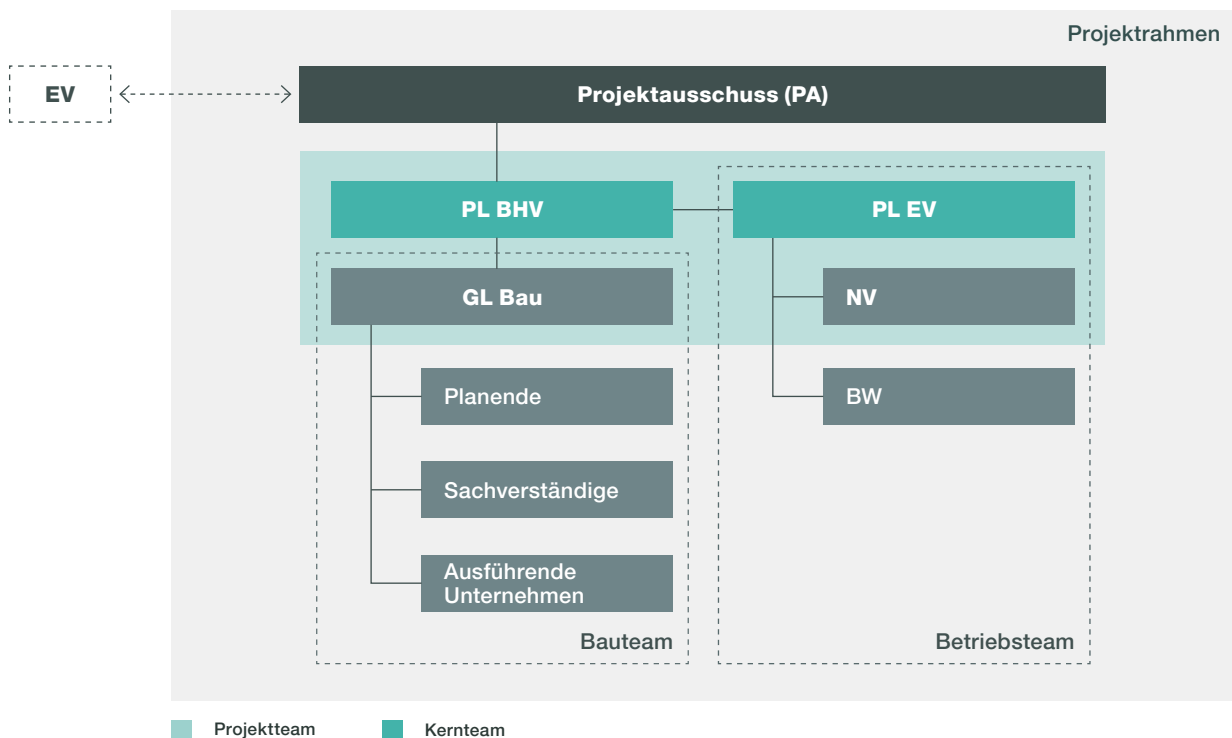 Projektrahmen
EV
Projektausschuss (PA)
PL BHV
PL EV
GL Bau
NV
Planende
BW
Sachverständige
Ausführende
Unternehmen
Bauteam
Betriebsteam
Projektteam
Kernteam